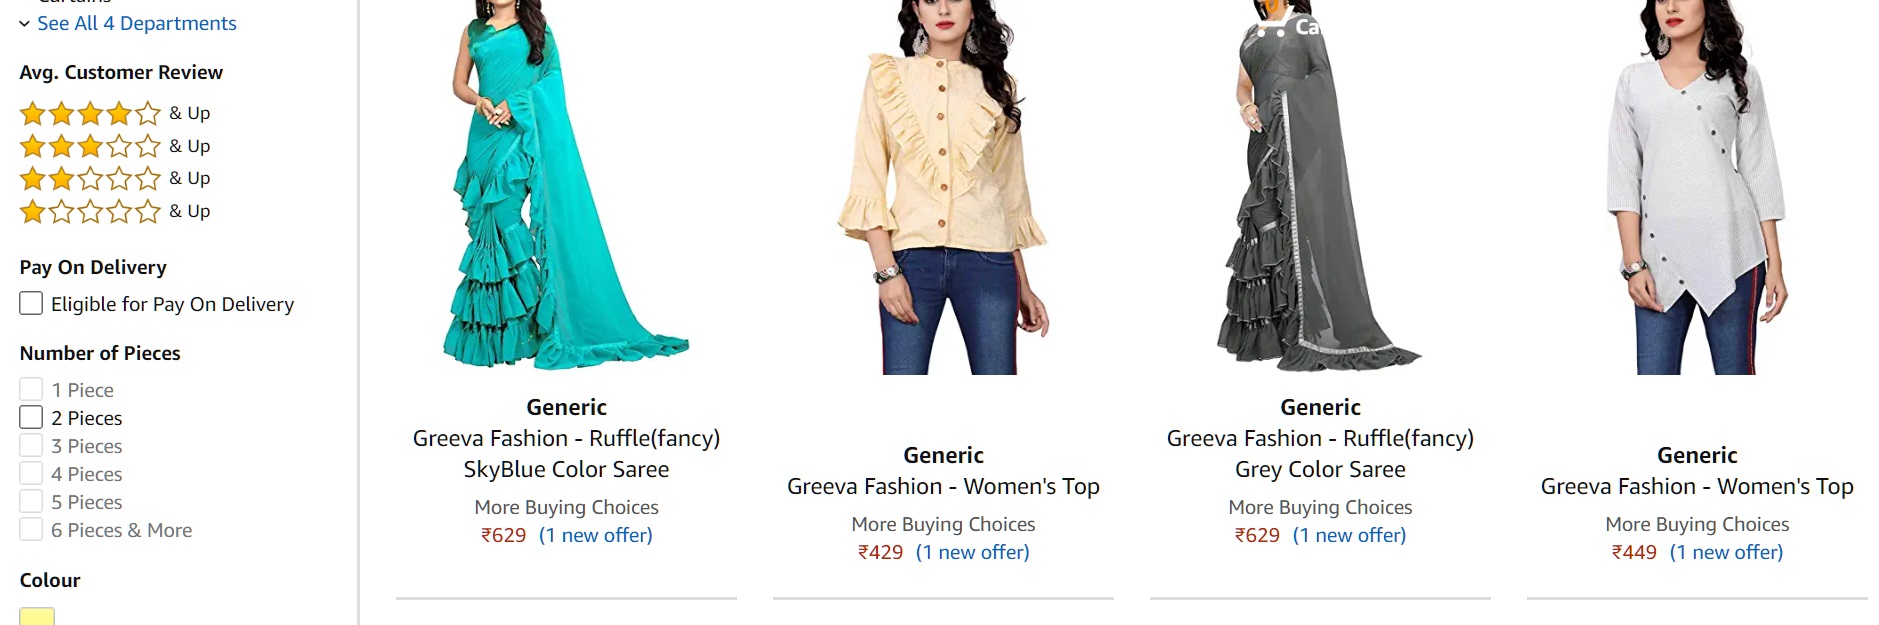 See All 4 Departments
Avg. Customer Review
& Up
& Up
& Up
& Up
Pay On Delivery
Eligible for Pay On Delivery
Number of Pieces
1 Piece
2 Pieces
3 Pieces
4 Pieces
5 Pieces
6 Pieces & More
Colour
Ca
Generic
Greeva Fashion - Ruffle(fancy)
SkyBlue Color Saree
More Buying Choices
₹629 (1 new offer)
Generic
Greeva Fashion - Women's Top
More Buying Choices
₹429 (1 new offer)
Generic
Greeva Fashion - Ruffle(fancy)
Grey Color Saree
More Buying Choices
₹629 (1 new offer)
Generic
Greeva Fashion - Women's Top
More Buying Choices
₹449 (1 new offer)